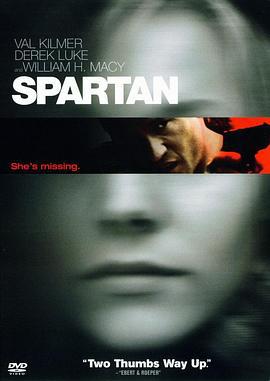 VAL KILMER
DEREK LUKE
AND WILLIAM H. MACY
SPARTAN
She's missing.
DVD
VIDEO
"Two Thumbs Way Up."
-"EBERT & ROEPER"